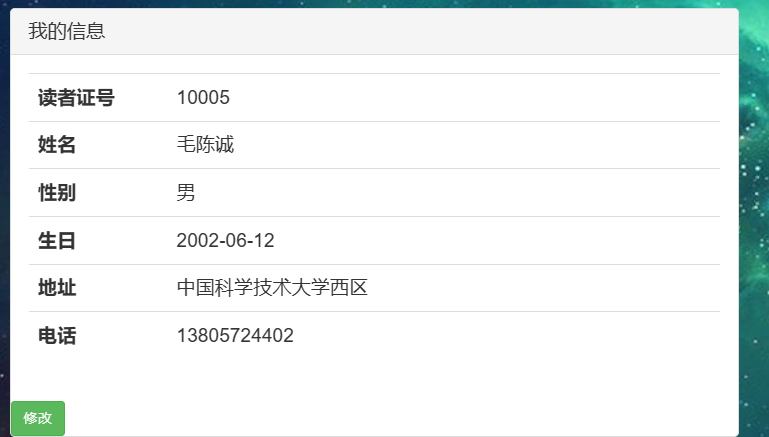 我的信息
读者证号 10005
姓名 毛陈诚
性别 男
生日 2002-06-12
地址 中国科学技术大学西区
电话 13805724402
修改